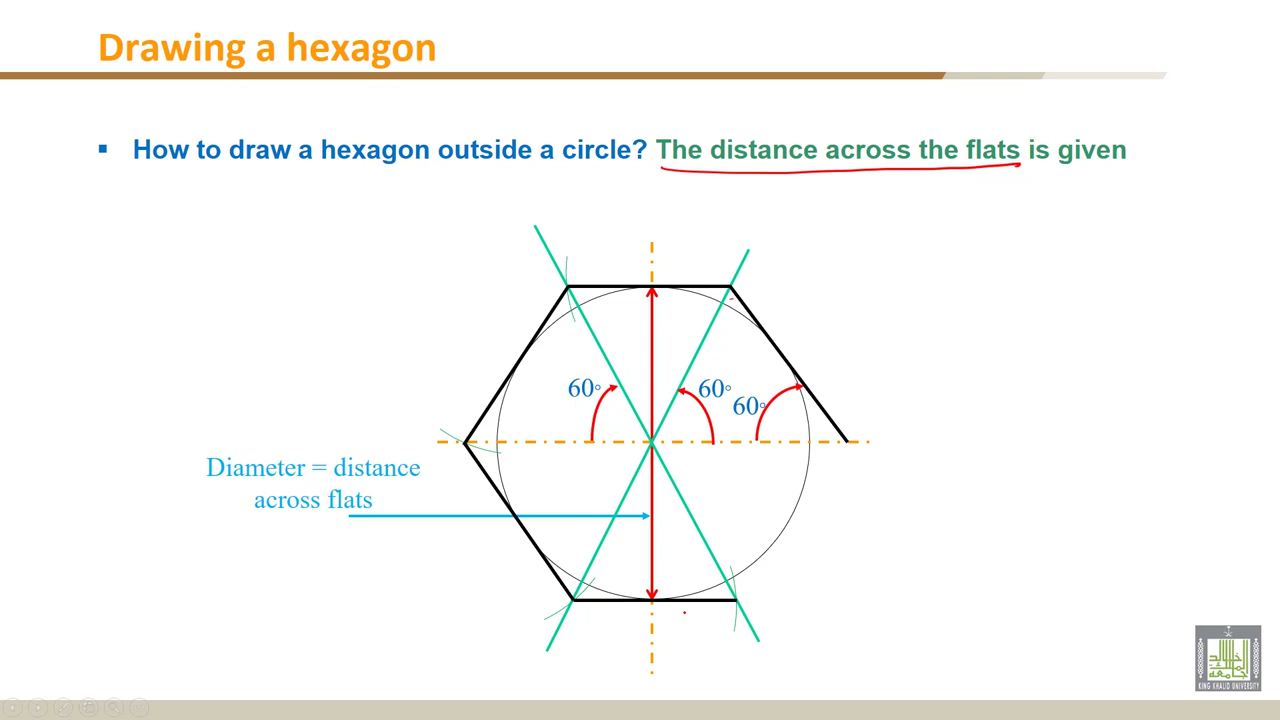 Drawing a hexagon
▪ How to draw a hexagon outside a circle? The distance across the flats is given
60°
60°
60°
Diameter = distance
across flats
KING KHALID UNIVERSITY